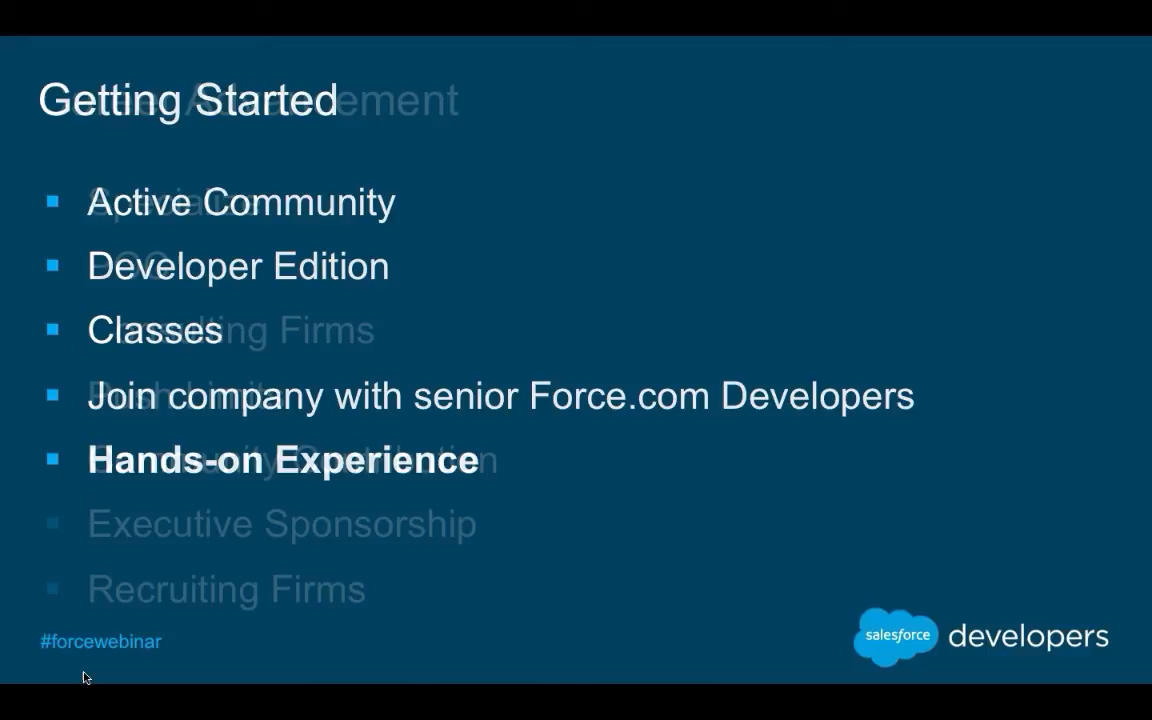 Getting Started
Active Community
Developer Edition
Classes
Join company with senior Force.com Developers
Hands-on Experience
Executive Sponsorship
Recruiting Firms
#forcewebinar
salesforce developers